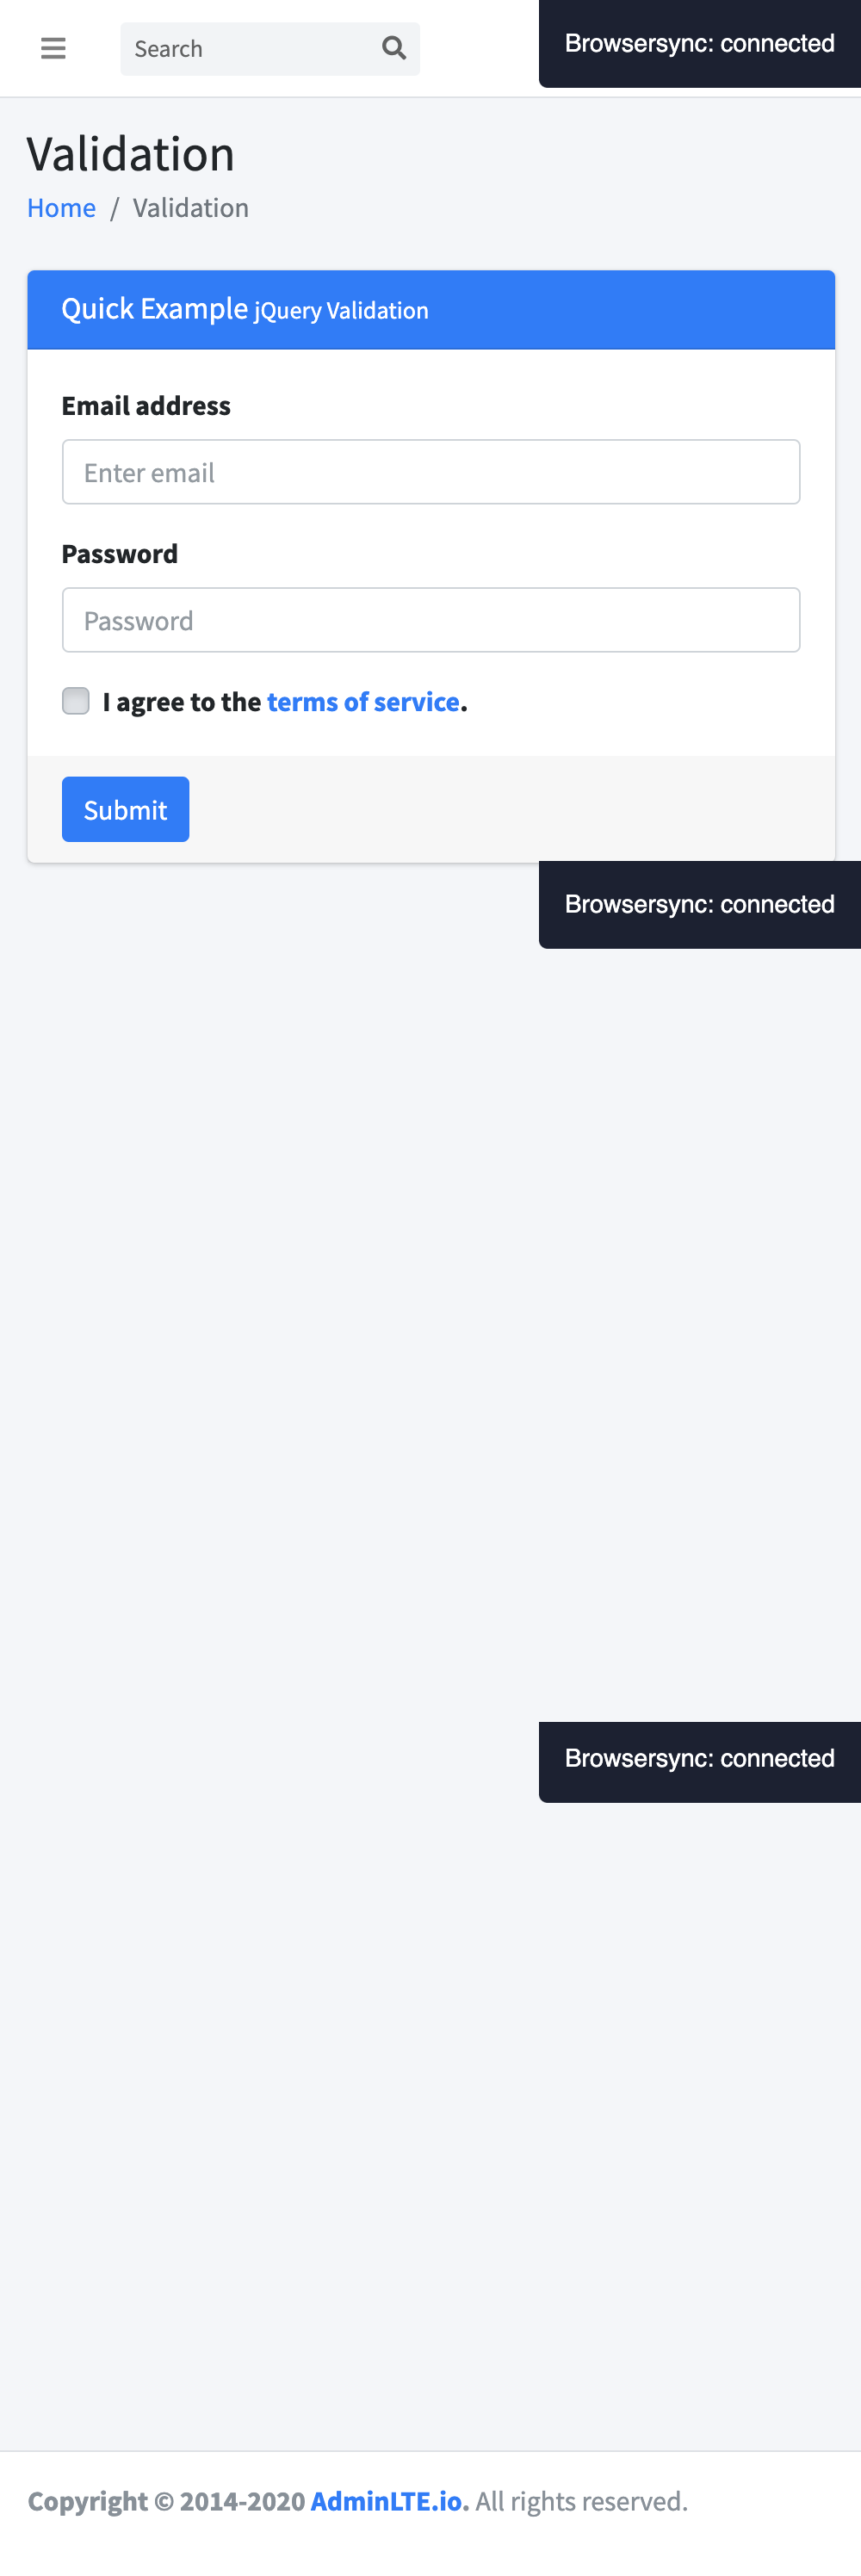 Search
Browsersync: connected
Validation
Home / Validation
Quick Example jQuery Validation
Email address
Enter email
Password
Password
I agree to the terms of service.
Submit
Browsersync: connected
Browsersync: connected
Copyright © 2014-2020 AdminLTE.io. All rights reserved.